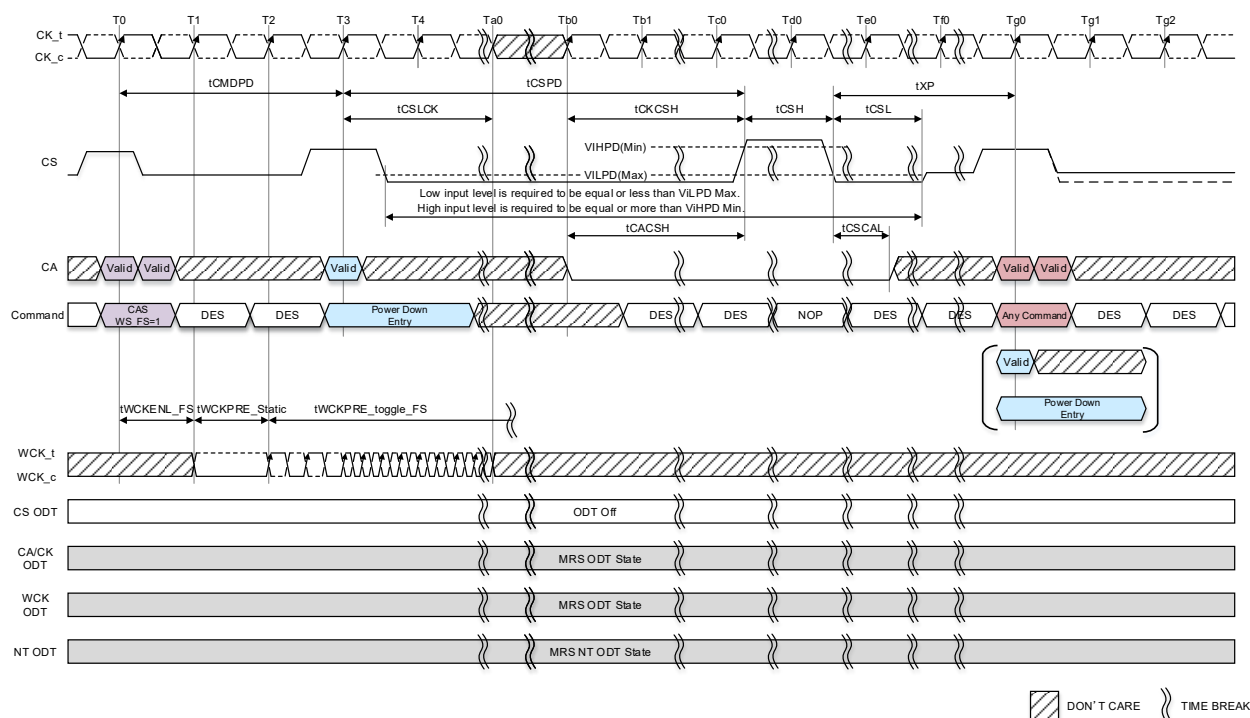 T0 T1 T2 T3 T4 Ta0 Tb0 Tb1 Tc0 Td0 Te0 Tf0 Tg0 Tg1 Tg2
CK_t
CK_c
tCMDPD tCSPD tXP
tCSLCK tCKCSH tCSH tCSL
CS
VIHPD(Min)
VILPD(Max)
Low input level is required to be equal or less than ViLPD Max.
High input level is required to be equal or more than ViHPD Min.
tCACSH tCSCAL
CA Valid Valid Valid Valid Valid
Command CAS WS_FS=1 DES DES Power Down Entry DES DES NOP DES DES Any Command DES DES
Valid
Power Down
Entry
tWCKENL_FS tWCKPRE_Static tWCKPRE_toggle_FS
WCK_t
WCK_c
CS ODT ODT Off
CA/CK
ODT
MRS ODT State
WCK
ODT
MRS ODT State
NT ODT MRS NT ODT State
DON'T CARE TIME BREAK